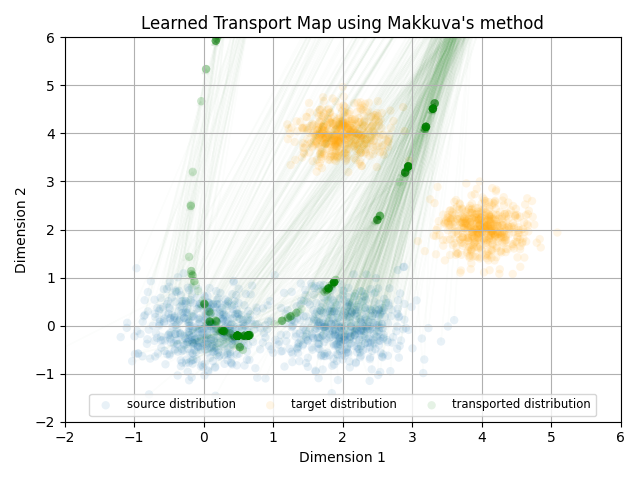 Learned Transport Map using Makkuva's method
6
5
4
3
2
1
0
−1
−2
Dimension 2
source distribution target distribution transported distribution
−2 −1 0 1 2 3 4 5 6
Dimension 1